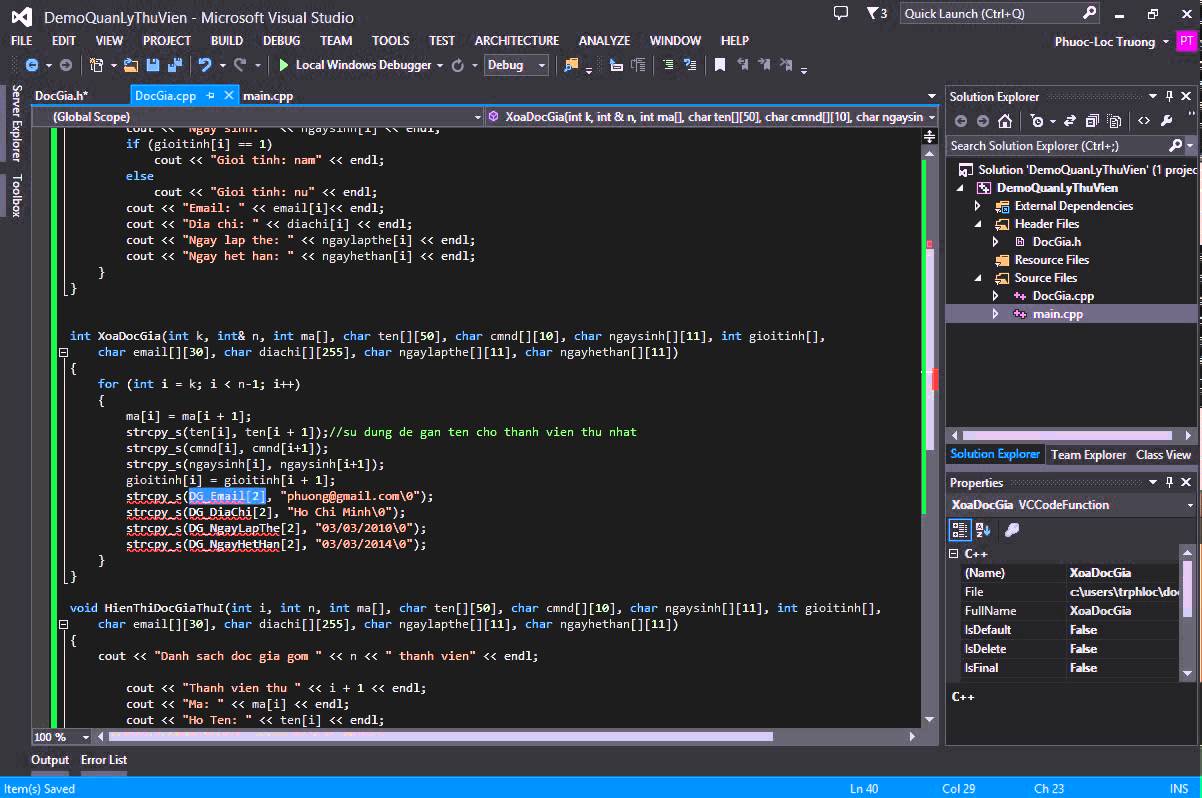 DemoQuanLyThuVien - Microsoft Visual Studio
3
Quick Launch (Ctrl+Q)
FILE EDIT VIEW PROJECT BUILD DEBUG TEAM TOOLS TEST ARCHITECTURE ANALYZE WINDOW HELP
Phuoc-Loc Truong
PT
Local Windows Debugger
Debug
Server Explorer
Toolbox
DocGia.h* DocGia.cpp main.cpp
(Global Scope)
XoaDocGia(int k, int & n, int ma[], char ten[][50], char cmnd[][10], char ngaysin
cout << "Ngay sinh: " << ngaysinh[i] << endl;
if (gioitinh[i] == 1)
cout << "Gioi tinh: nam" << endl;
else
cout << "Gioi tinh: nu" << endl;
cout << "Email: " << email[i]<< endl;
cout << "Dia chi: " << diachi[i] << endl;
cout << "Ngay lap the: " << ngaylapthe[i] << endl;
cout << "Ngay het han: " << ngayhethan[i] << endl;
}
}
int XoaDocGia(int k, int& n, int ma[], char ten[][50], char cmnd[][10], char ngaysinh[][11], int gioitinh[],
char email[][30], char diachi[][255], char ngaylapthe[][11], char ngayhethan[][11])
{
for (int i = k; i < n-1; i++)
{
ma[i] = ma[i + 1];
strcpy_s(ten[i], ten[i + 1]);//su dung de gan ten cho thanh vien thu nhat
strcpy_s(cmnd[i], cmnd[i+1]);
strcpy_s(ngaysinh[i], ngaysinh[i+1]);
gioitinh[i] = gioitinh[i + 1];
strcpy_s(DG_Email[2], "phuong@gmail.com\0");
strcpy_s(DG_DiaChi[2], "Ho Chi Minh\0");
strcpy_s(DG_NgayLapThe[2], "03/03/2010\0");
strcpy_s(DG_NgayHetHan[2], "03/03/2014\0");
}
}
void HienThiDocGiaThuI(int i, int n, int ma[], char ten[][50], char cmnd[][10], char ngaysinh[][11], int gioitinh[],
char email[][30], char diachi[][255], char ngaylapthe[][11], char ngayhethan[][11])
{
cout << "Danh sach doc gia gom " << n << " thanh vien" << endl;
cout << "Thanh vien thu " << i + 1 << endl;
cout << "Ma: " << ma[i] << endl;
cout << "Ho Ten: " << ten[i] << endl;
100 %
Solution Explorer
Search Solution Explorer (Ctrl+;)
Solution 'DemoQuanLyThuVien' (1 projec
DemoQuanLyThuVien
External Dependencies
Header Files
DocGia.h
Resource Files
Source Files
DocGia.cpp
main.cpp
Solution Explorer Team Explorer Class View
Properties
XoaDocGia VCCodeFunction
C++
(Name) XoaDocGia
File c:\users\trphloc\doc
FullName XoaDocGia
IsDefault False
IsDelete False
IsFinal False
C++
Output Error List
Item(s) Saved
Ln 40 Col 29 Ch 23 INS